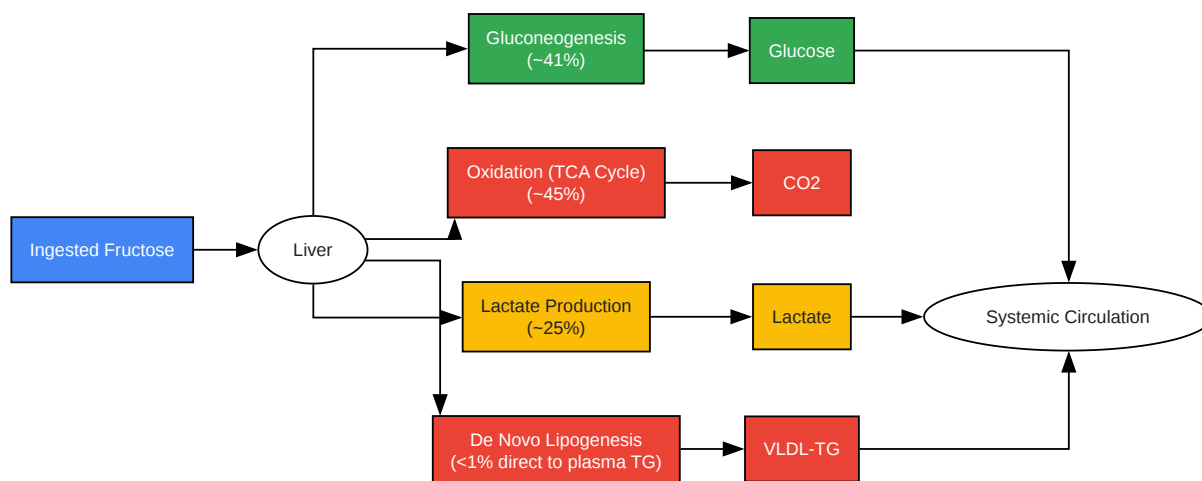 Gluconeogenesis
(~41%)
Glucose
Oxidation (TCA Cycle)
(~45%)
CO2
Ingested Fructose
Liver
Lactate Production
(~25%)
Lactate
Systemic Circulation
De Novo Lipogenesis
(<1% direct to plasma TG)
VLDL-TG